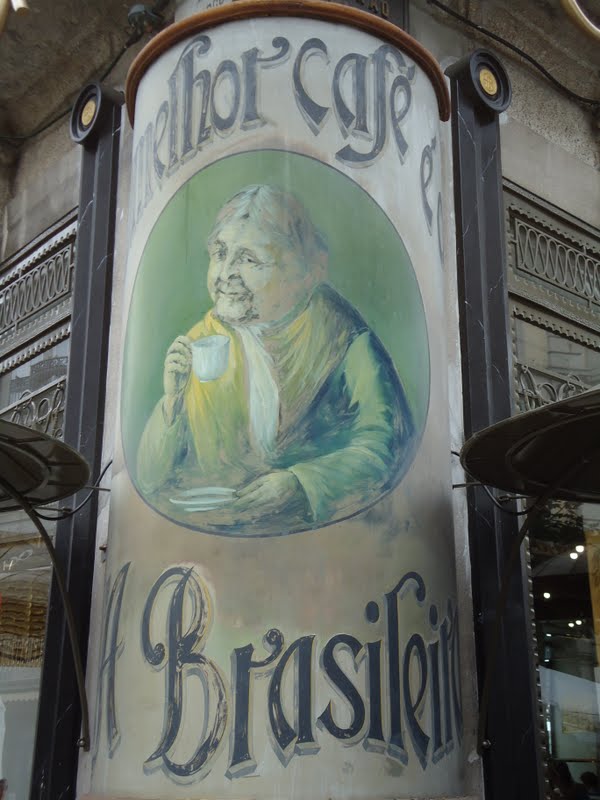 melhor café é
A Brasileir